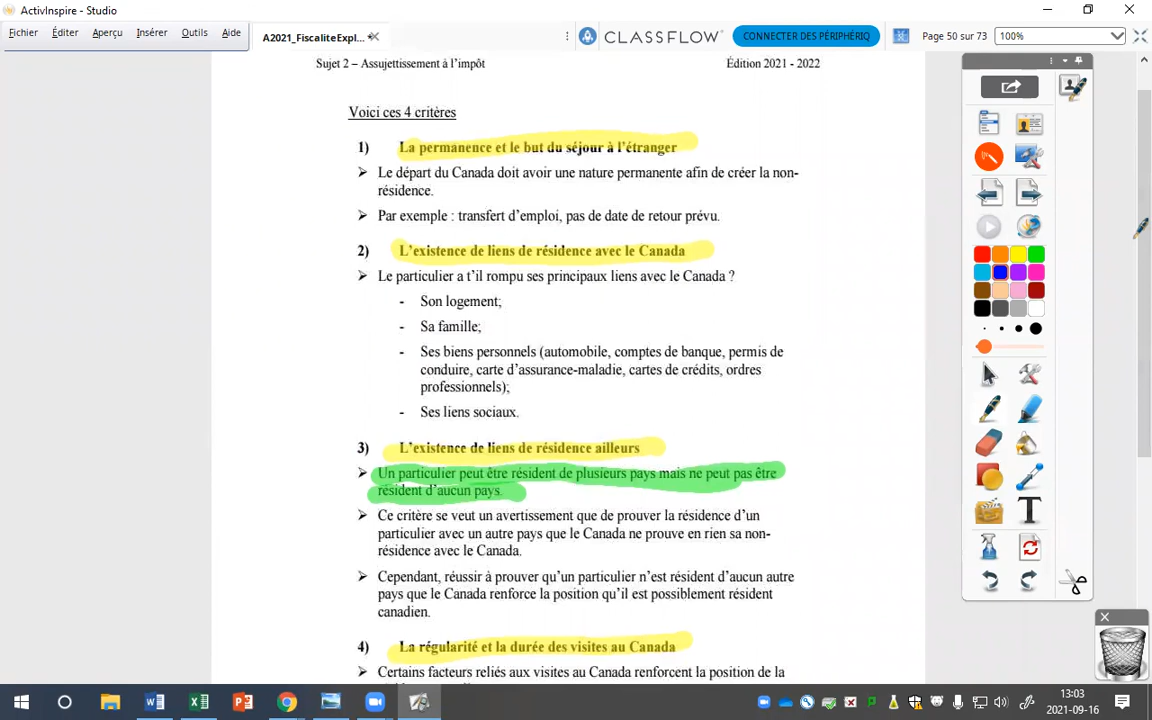 ActivInspire - Studio
Fichier Éditer Aperçu Insérer Outils Aide
A2021_FiscaliteExpl...
CLASSFLOW
CONNECTER DES PÉRIPHÉRIQ
Page 50 sur 73
100%
Sujet 2 – Assujettissement à l'impôt
Édition 2021 - 2022
Voici ces 4 critères
1) La permanence et le but du séjour à l'étranger
➢ Le départ du Canada doit avoir une nature permanente afin de créer la non-
résidence.
➢ Par exemple : transfert d'emploi, pas de date de retour prévu.
2) L'existence de liens de résidence avec le Canada
➢ Le particulier a t'il rompu ses principaux liens avec le Canada ?
- Son logement;
- Sa famille;
- Ses biens personnels (automobile, comptes de banque, permis de
conduire, carte d'assurance-maladie, cartes de crédits, ordres
professionnels);
- Ses liens sociaux.
3) L'existence de liens de résidence ailleurs
➢ Un particulier peut être résident de plusieurs pays mais ne peut pas être
résident d'aucun pays.
➢ Ce critère se veut un avertissement que de prouver la résidence d'un
particulier avec un autre pays que le Canada ne prouve en rien sa non-
résidence avec le Canada.
➢ Cependant, réussir à prouver qu'un particulier n'est résident d'aucun autre
pays que le Canada renforce la position qu'il est possiblement résident
canadien.
4) La régularité et la durée des visites au Canada
➢ Certains facteurs reliés aux visites au Canada renforcent la position de la
13:03
2021-09-16